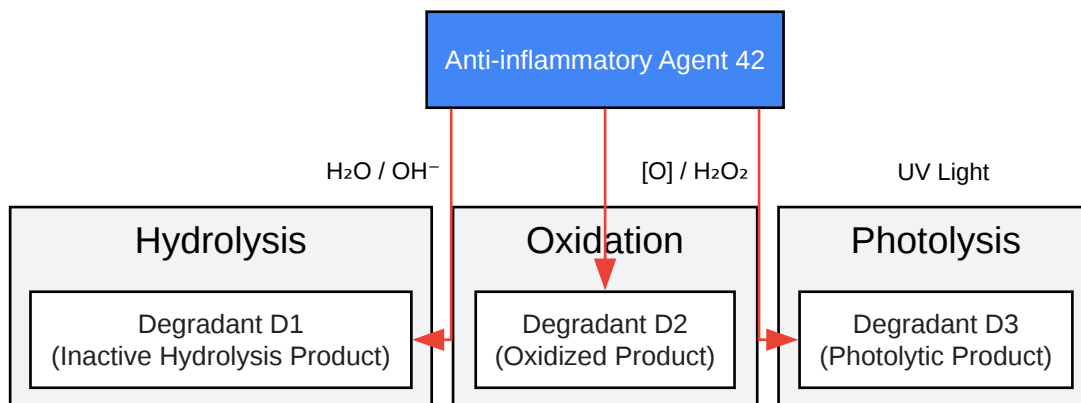 Anti-inflammatory Agent 42
H₂O / OH⁻
[O] / H₂O₂
UV Light
Hydrolysis
Oxidation
Photolysis
Degradant D1
(Inactive Hydrolysis Product)
Degradant D2
(Oxidized Product)
Degradant D3
(Photolytic Product)